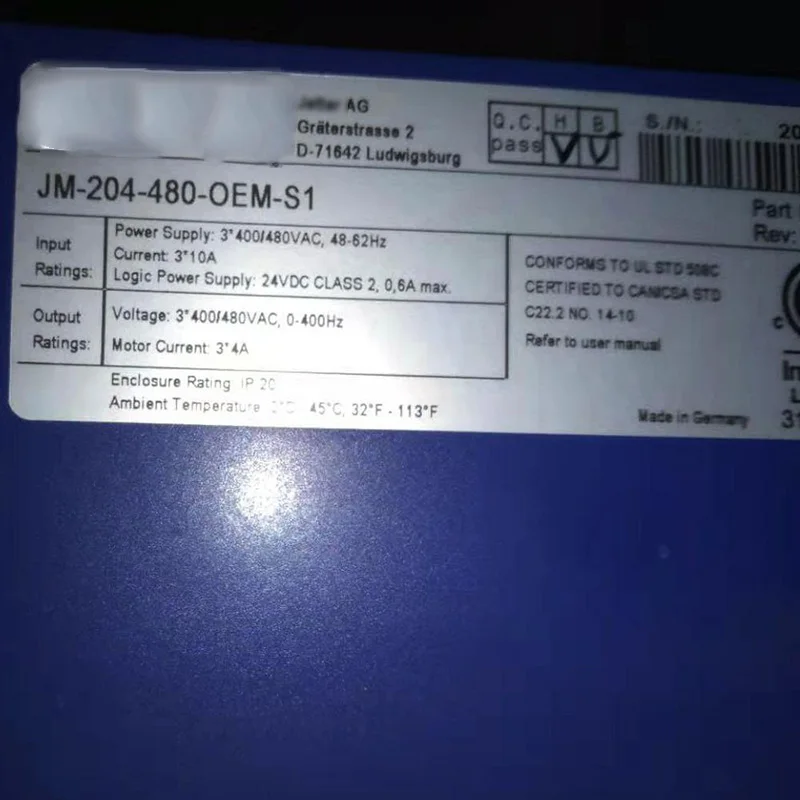 AG
Gräterstrasse 2
D-71642 Ludwigsburg
Q.C. H B
pass
S./N.: 20
JM-204-480-OEM-S1
Part
Rev:
Input Ratings:
Power Supply: 3*400/480VAC, 48-62Hz
Current: 3*10A
Logic Power Supply: 24VDC CLASS 2, 0,6A max.
Output Ratings:
Voltage: 3*400/480VAC, 0-400Hz
Motor Current: 3*4A
CONFORMS TO UL STD 508C
CERTIFIED TO CAN/CSA STD
C22.2 NO. 14-10
Refer to user manual
Enclosure Rating IP 20
Ambient Temperature 45°C, 32°F - 113°F
Made in Germany
c
In
L
31